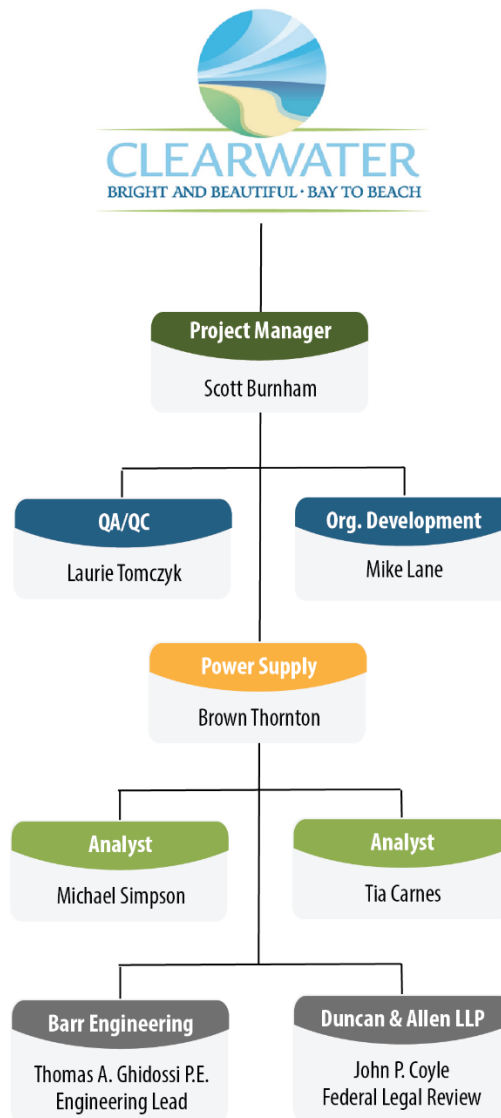 CLEARWATER
BRIGHT AND BEAUTIFUL · BAY TO BEACH
Project Manager
Scott Burnham
QA/QC
Laurie Tomczyk
Org. Development
Mike Lane
Power Supply
Brown Thornton
Analyst
Michael Simpson
Analyst
Tia Carnes
Barr Engineering
Thomas A. Ghidossi P.E.
Engineering Lead
Duncan & Allen LLP
John P. Coyle
Federal Legal Review